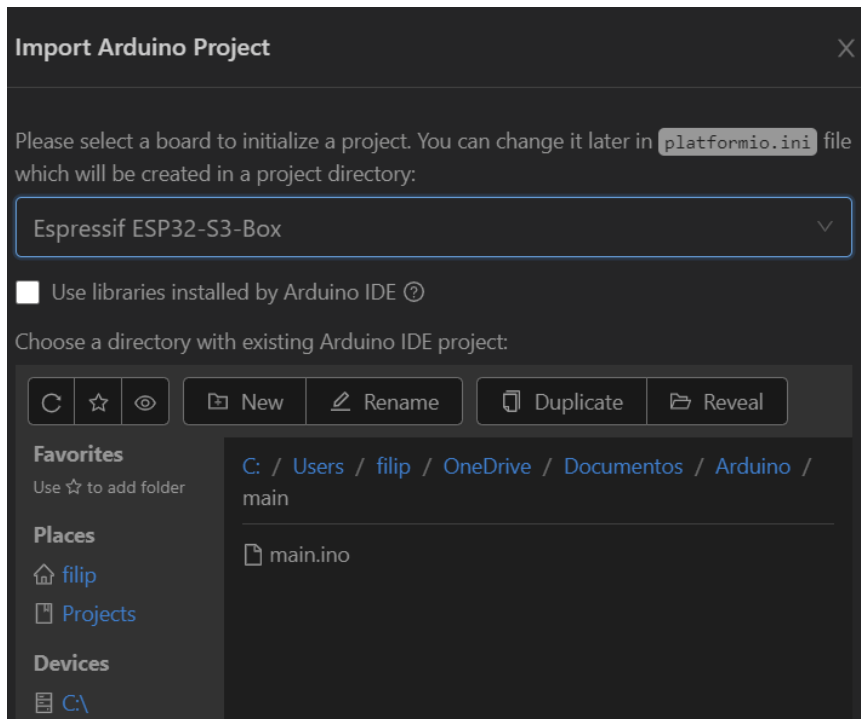 Import Arduino Project
Please select a board to initialize a project. You can change it later in platformio.ini file
which will be created in a project directory:
Espressif ESP32-S3-Box
Use libraries installed by Arduino IDE
Choose a directory with existing Arduino IDE project:
New Rename Duplicate Reveal
Favorites
Use ☆ to add folder
Places
filip
Projects
Devices
C:\
C: / Users / filip / OneDrive / Documentos / Arduino /
main
main.ino